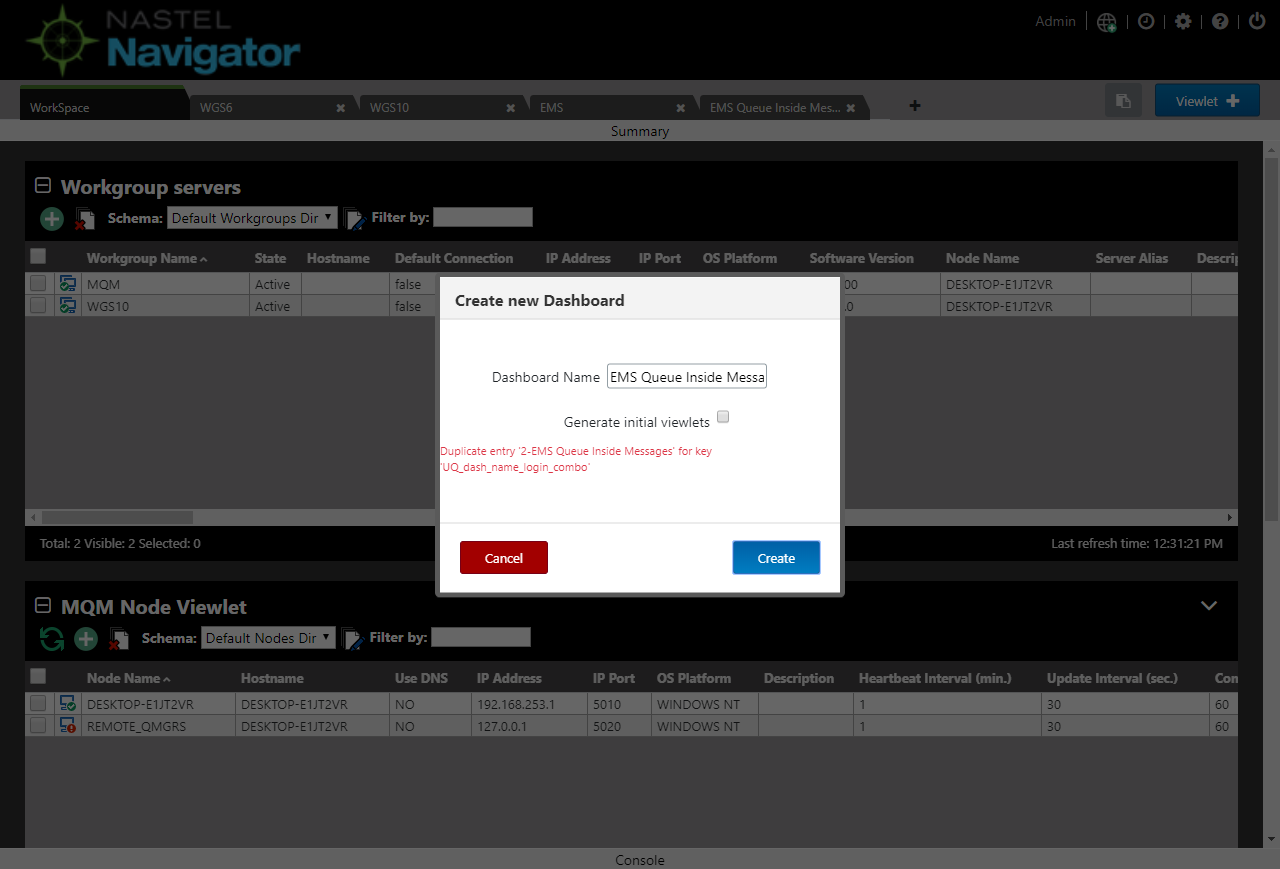 NASTEL
Navigator
Admin
WorkSpace
WGS6
WGS10
EMS
EMS Queue Inside Mes...
Viewlet
Summary
Workgroup servers
Schema: Default Workgroups Dir Filter by:
Workgroup Name State Hostname Default Connection IP Address IP Port OS Platform Software Version Node Name Server Alias
MQM Active false 00 DESKTOP-E1JT2VR
WGS10 Active false .0 DESKTOP-E1JT2VR
Create new Dashboard
Dashboard Name EMS Queue Inside Messa
Generate initial viewlets
Duplicate entry '2-EMS Queue Inside Messages' for key
'UQ_dash_name_login_combo'
Cancel Create
Total: 2 Visible: 2 Selected: 0 Last refresh time: 12:31:21 PM
MQM Node Viewlet
Schema: Default Nodes Dir Filter by:
Node Name Hostname Use DNS IP Address IP Port OS Platform Description Heartbeat Interval (min.) Update Interval (sec.) Con
DESKTOP-E1JT2VR DESKTOP-E1JT2VR NO 192.168.253.1 5010 WINDOWS NT 1 30 60
REMOTE_QMGRS DESKTOP-E1JT2VR NO 127.0.0.1 5020 WINDOWS NT 1 30 60
Console